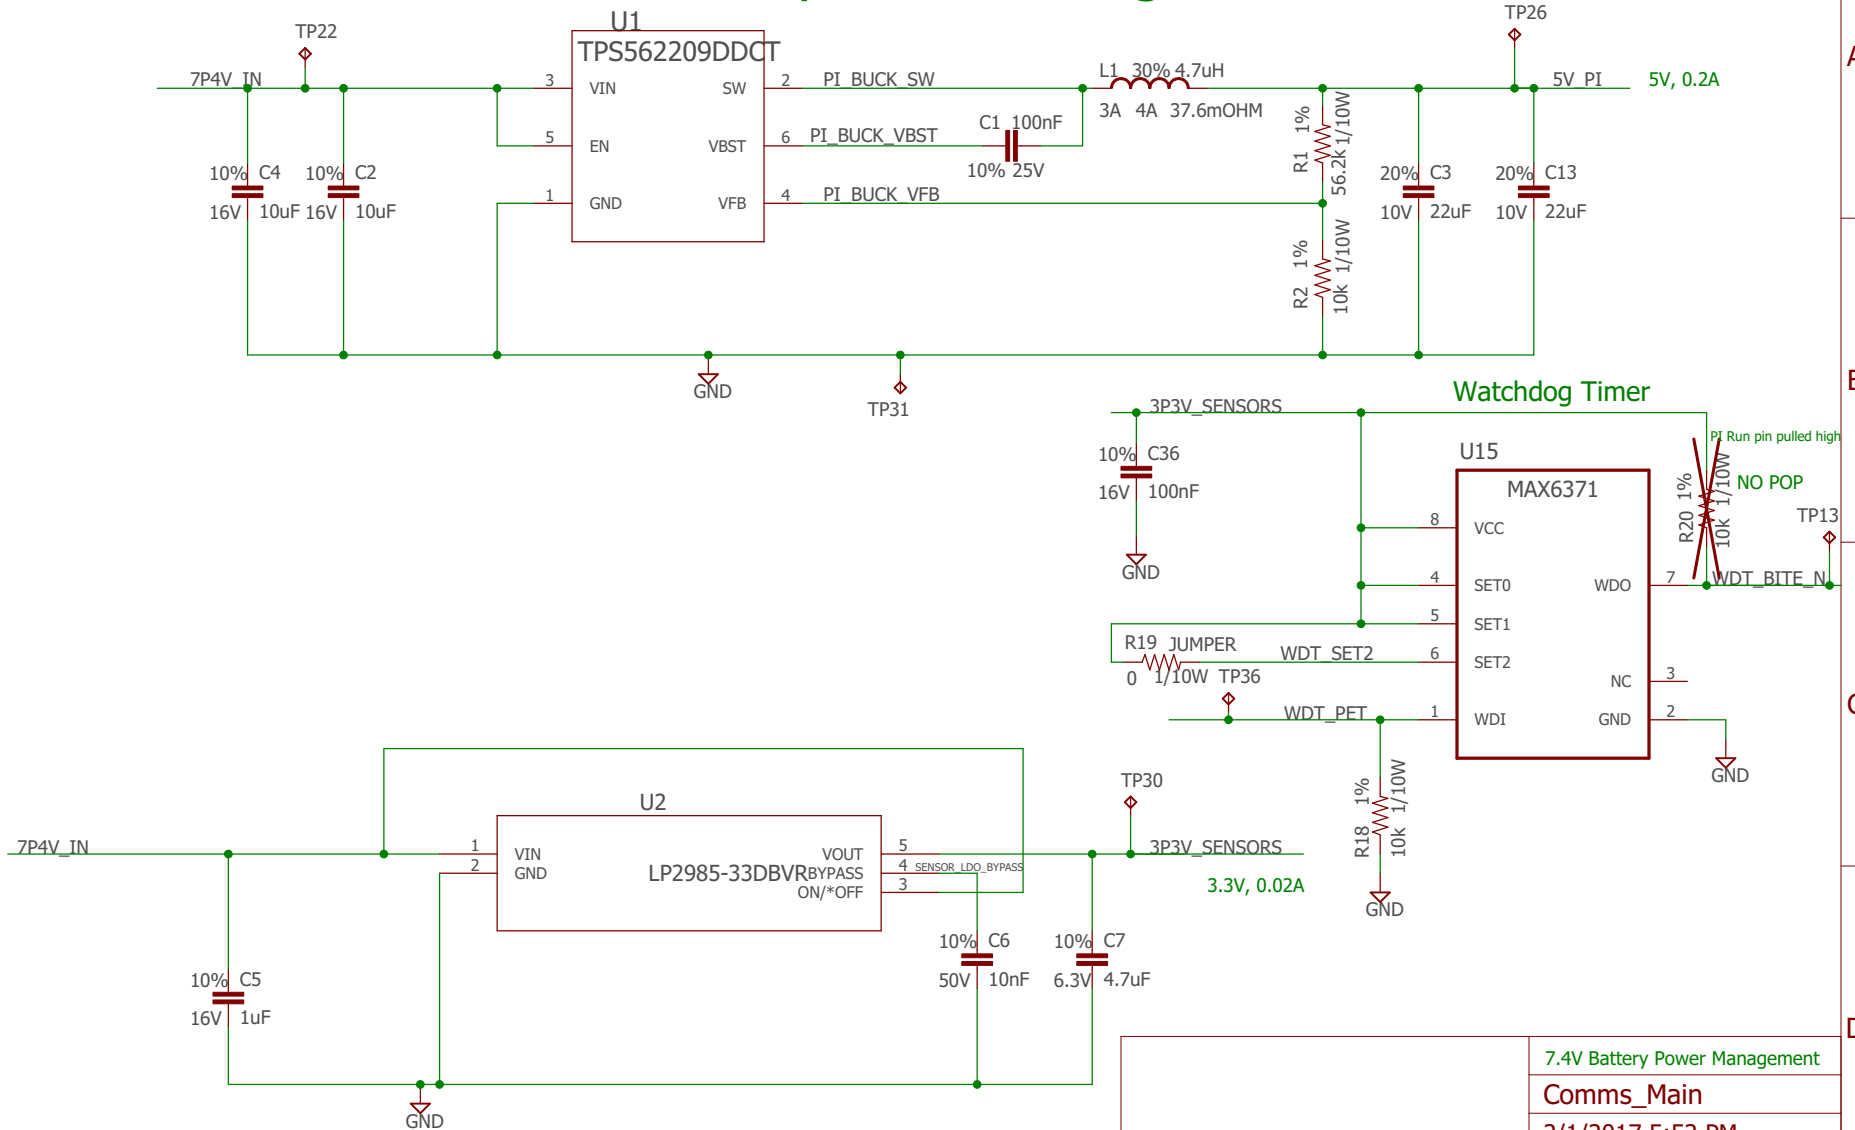 TP22
U1
TPS562209DDCT
TP26
7P4V_IN
3 VIN
SW 2
PI_BUCK_SW
L1 30% 4.7uH
3A 4A 37.6mOHM
5V_PI
5V, 0.2A
5 EN
VBST 6
PI_BUCK_VBST
C1 100nF
10% 25V
1 GND
VFB 4
PI_BUCK_VFB
10% C4
16V 10uF
10% C2
16V 10uF
R1 1%
56.2k 1/10W
R2 1%
10k 1/10W
20% C3
10V 22uF
20% C13
10V 22uF
GND
TP31
Watchdog Timer
3P3V_SENSORS
PI Run pin pulled high
NO POP
10% C36
16V 100nF
GND
U15
MAX6371
R20 1%
10k 1/10W
TP13
8 VCC
4 SET0
WDO 7
WDT_BITE_N
5 SET1
R19 JUMPER
0 1/10W
WDT_SET2
6 SET2
NC 3
TP36
WDT_PET
1 WDI
GND 2
GND
R18 1%
10k 1/10W
GND
U2
LP2985-33DBVR
7P4V_IN
1 VIN
2 GND
VOUT 5
BYPASS 4
SENSOR_LDO_BYPASS
ON/*OFF 3
TP30
3P3V_SENSORS
3.3V, 0.02A
10% C5
16V 1uF
10% C6
50V 10nF
10% C7
6.3V 4.7uF
GND
A
B
C
D
7.4V Battery Power Management
Comms_Main